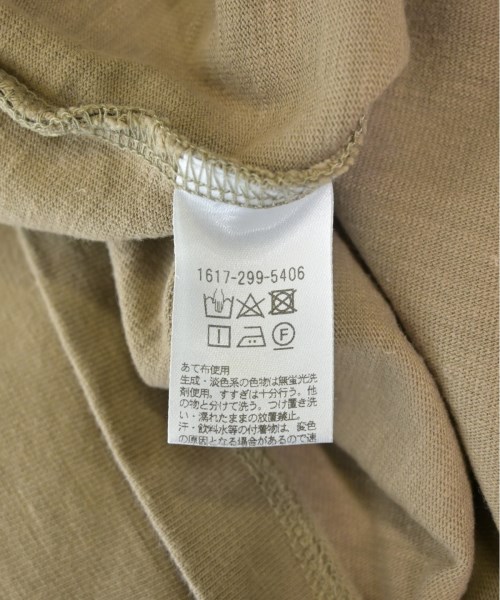 1617-299-5406
F
あて布使用
生成・淡色系の色物は無蛍光洗
剤使用。すすぎは十分行う。他
の物と分けて洗う。つけ置き洗
い・濡れたままの放置禁止。
汗・飲料水等の付着物は、変色
の原因となる場合があるので速